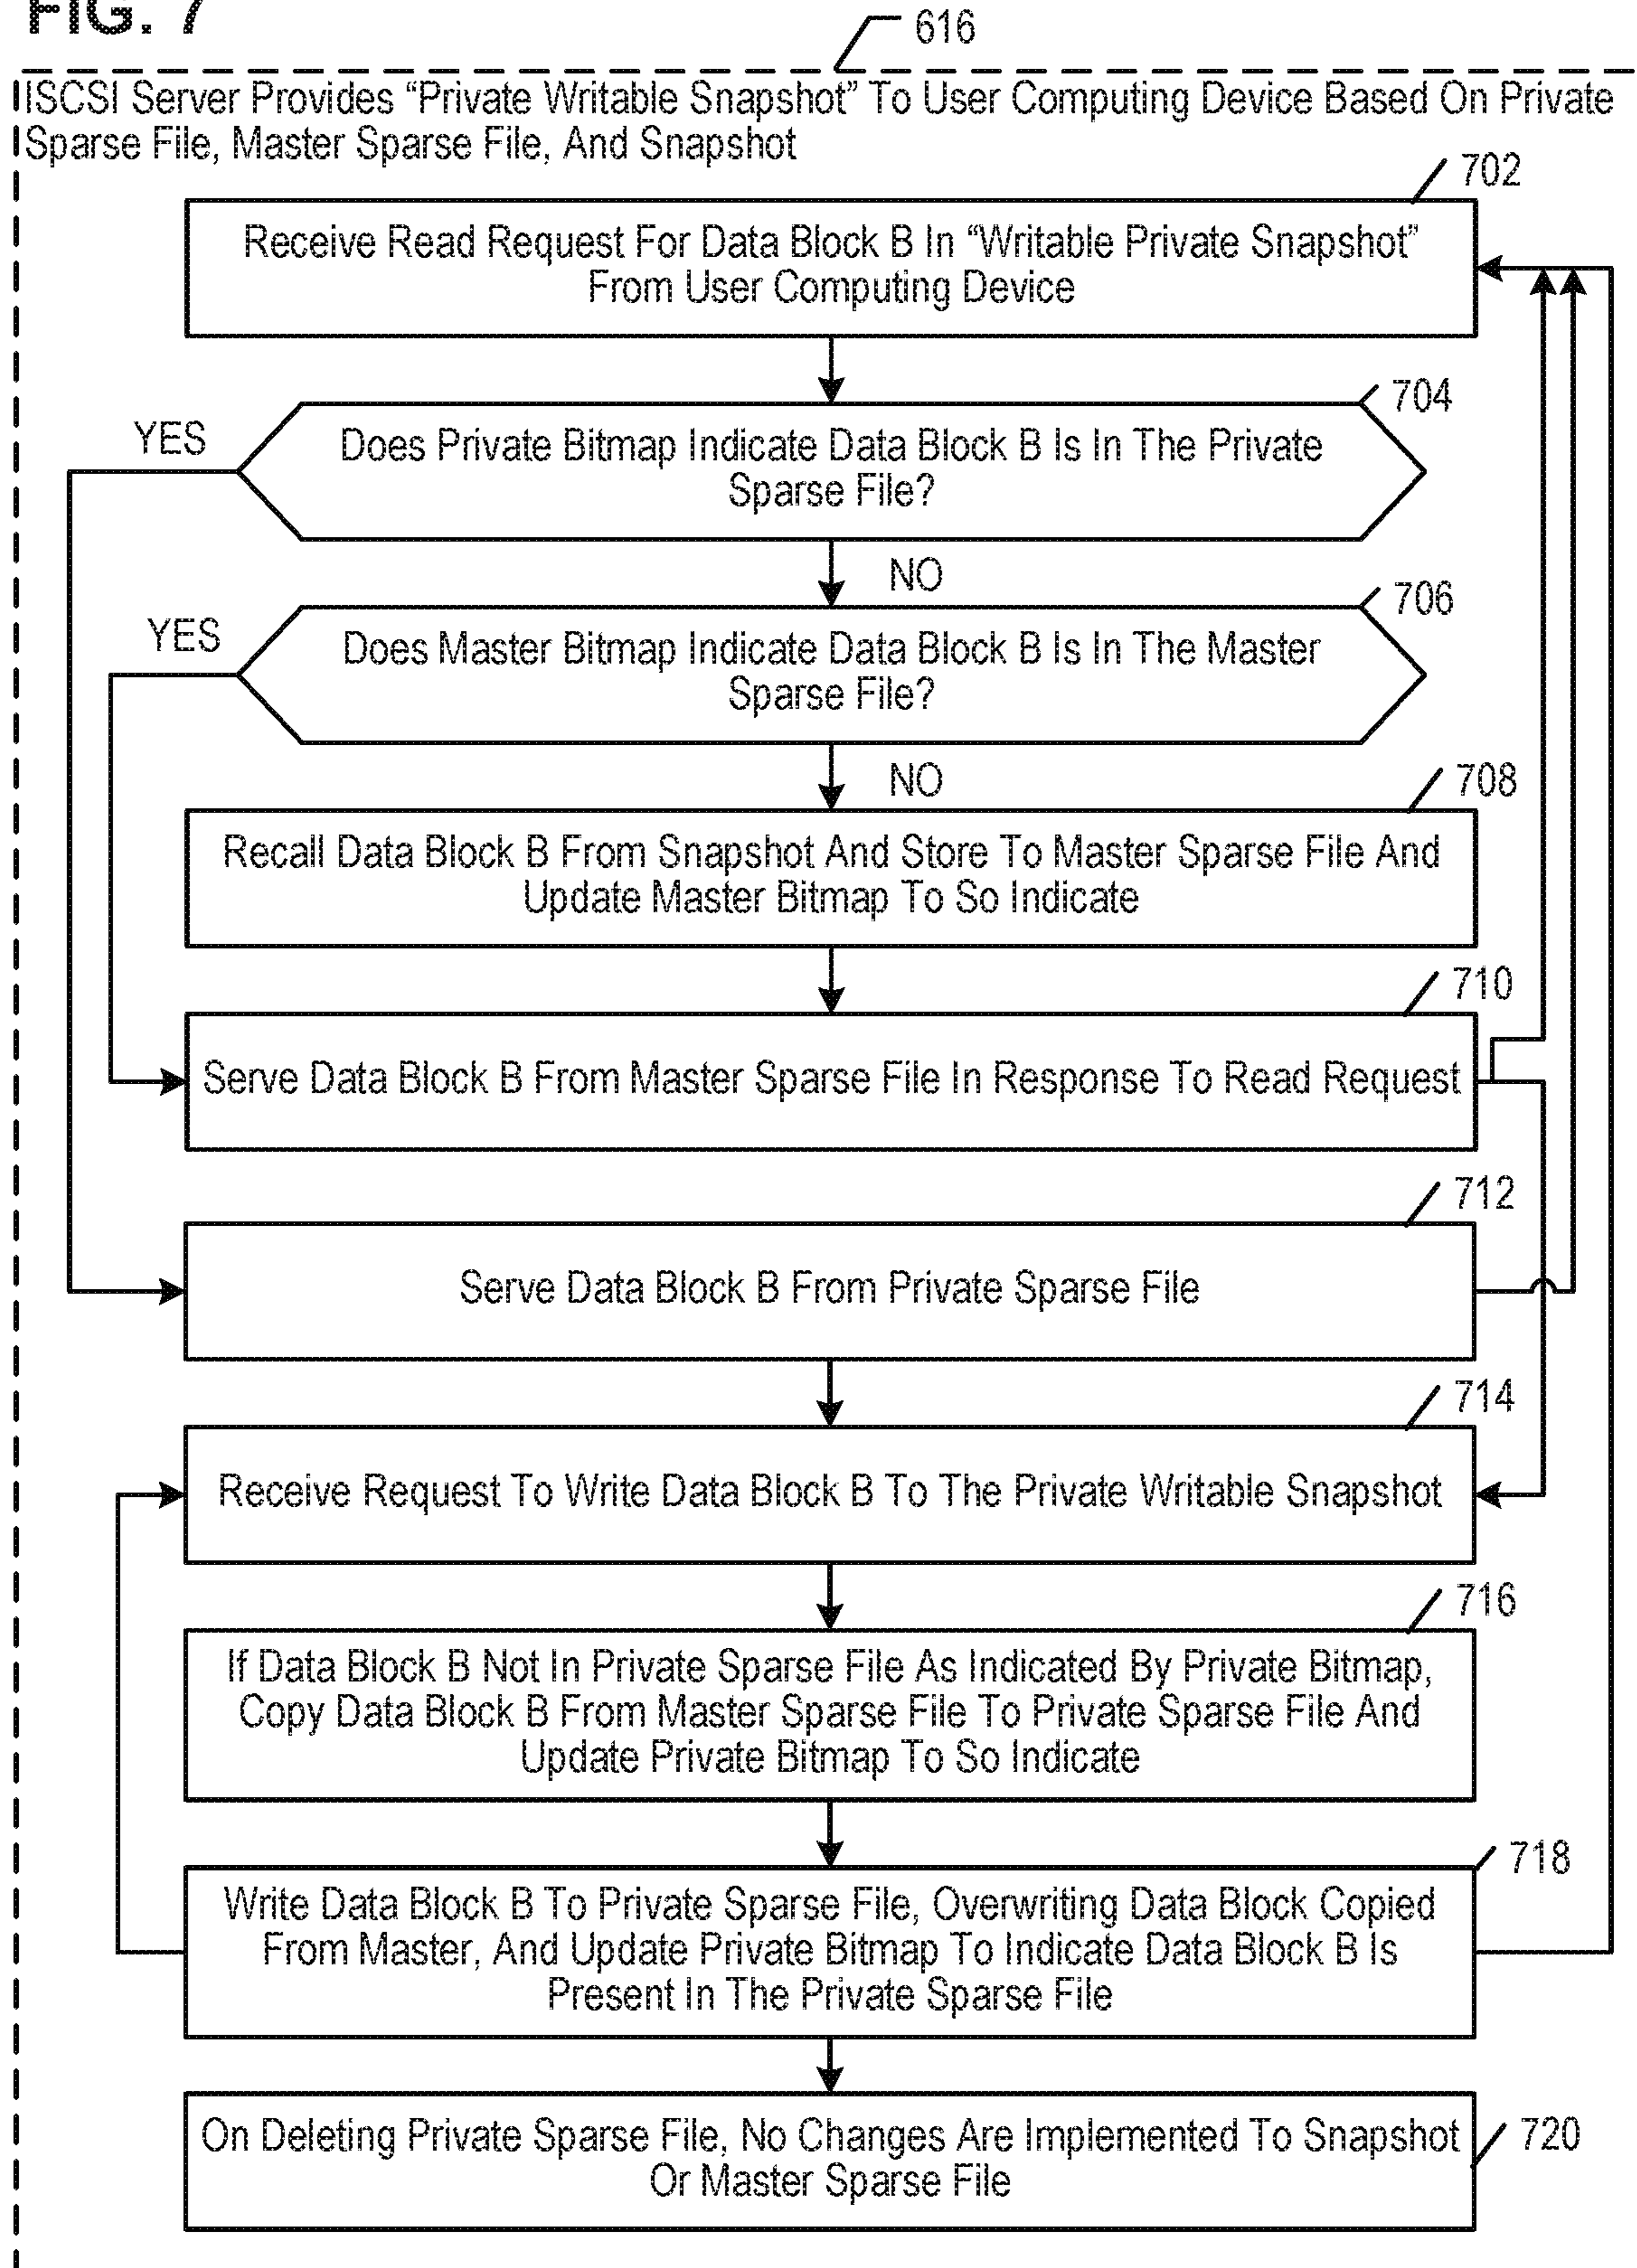 FIG. 7
616
ISCSI Server Provides “Private Writable Snapshot” To User Computing Device Based On Private
Sparse File, Master Sparse File, And Snapshot
702
Receive Read Request For Data Block B In “Writable Private Snapshot”
From User Computing Device
704
YES
Does Private Bitmap Indicate Data Block B Is In The Private
Sparse File?
NO
706
YES
Does Master Bitmap Indicate Data Block B Is In The Master
Sparse File?
NO
708
Recall Data Block B From Snapshot And Store To Master Sparse File And
Update Master Bitmap To So Indicate
710
Serve Data Block B From Master Sparse File In Response To Read Request
712
Serve Data Block B From Private Sparse File
714
Receive Request To Write Data Block B To The Private Writable Snapshot
716
If Data Block B Not In Private Sparse File As Indicated By Private Bitmap,
Copy Data Block B From Master Sparse File To Private Sparse File And
Update Private Bitmap To So Indicate
718
Write Data Block B To Private Sparse File, Overwriting Data Block Copied
From Master, And Update Private Bitmap To Indicate Data Block B Is
Present In The Private Sparse File
On Deleting Private Sparse File, No Changes Are Implemented To Snapshot
Or Master Sparse File
720